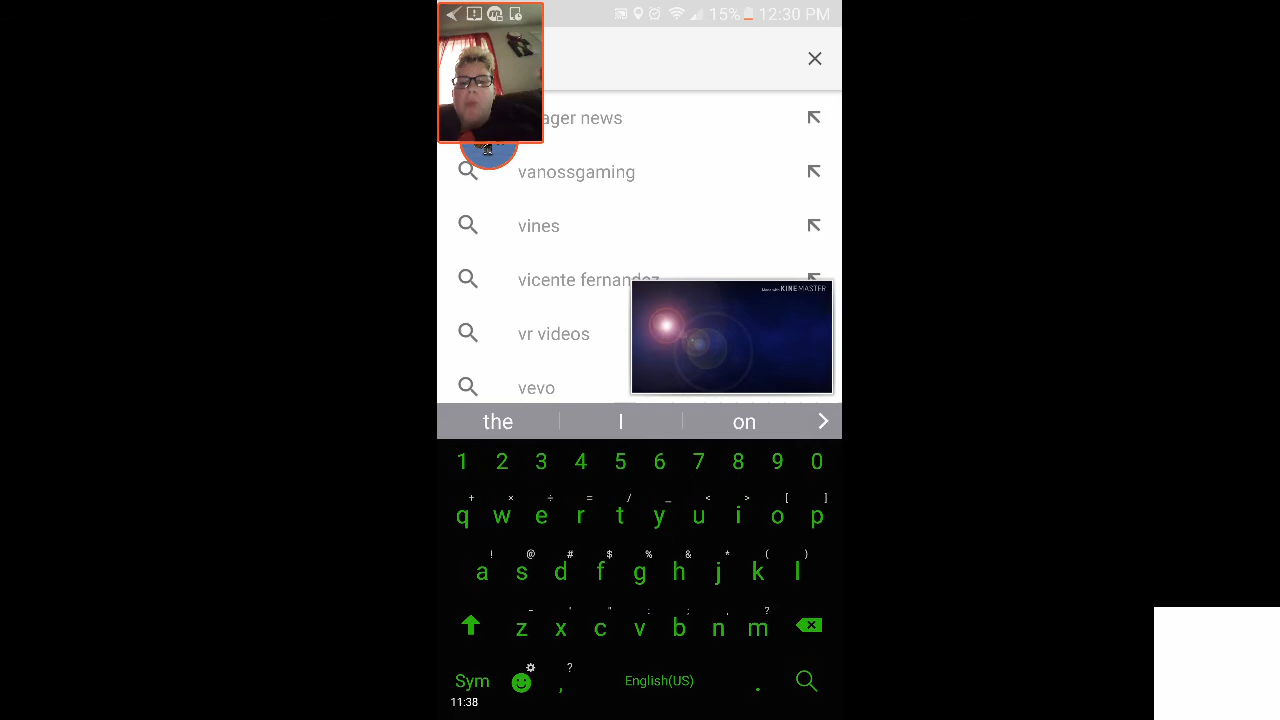 15% 12:30 PM
ager news
vanossgaming
vines
vicente fernandez
KINEMASTER
vr videos
vevo
the I on
1 2 3 4 5 6 7 8 9 0
+ × ÷ = / _ < > [ ]
q w e r t y u i o p
! @ # $ % & * ( )
a s d f g h j k l
- ' " : ; , ?
z x c v b n m
?
Sym , English(US) .
11:38